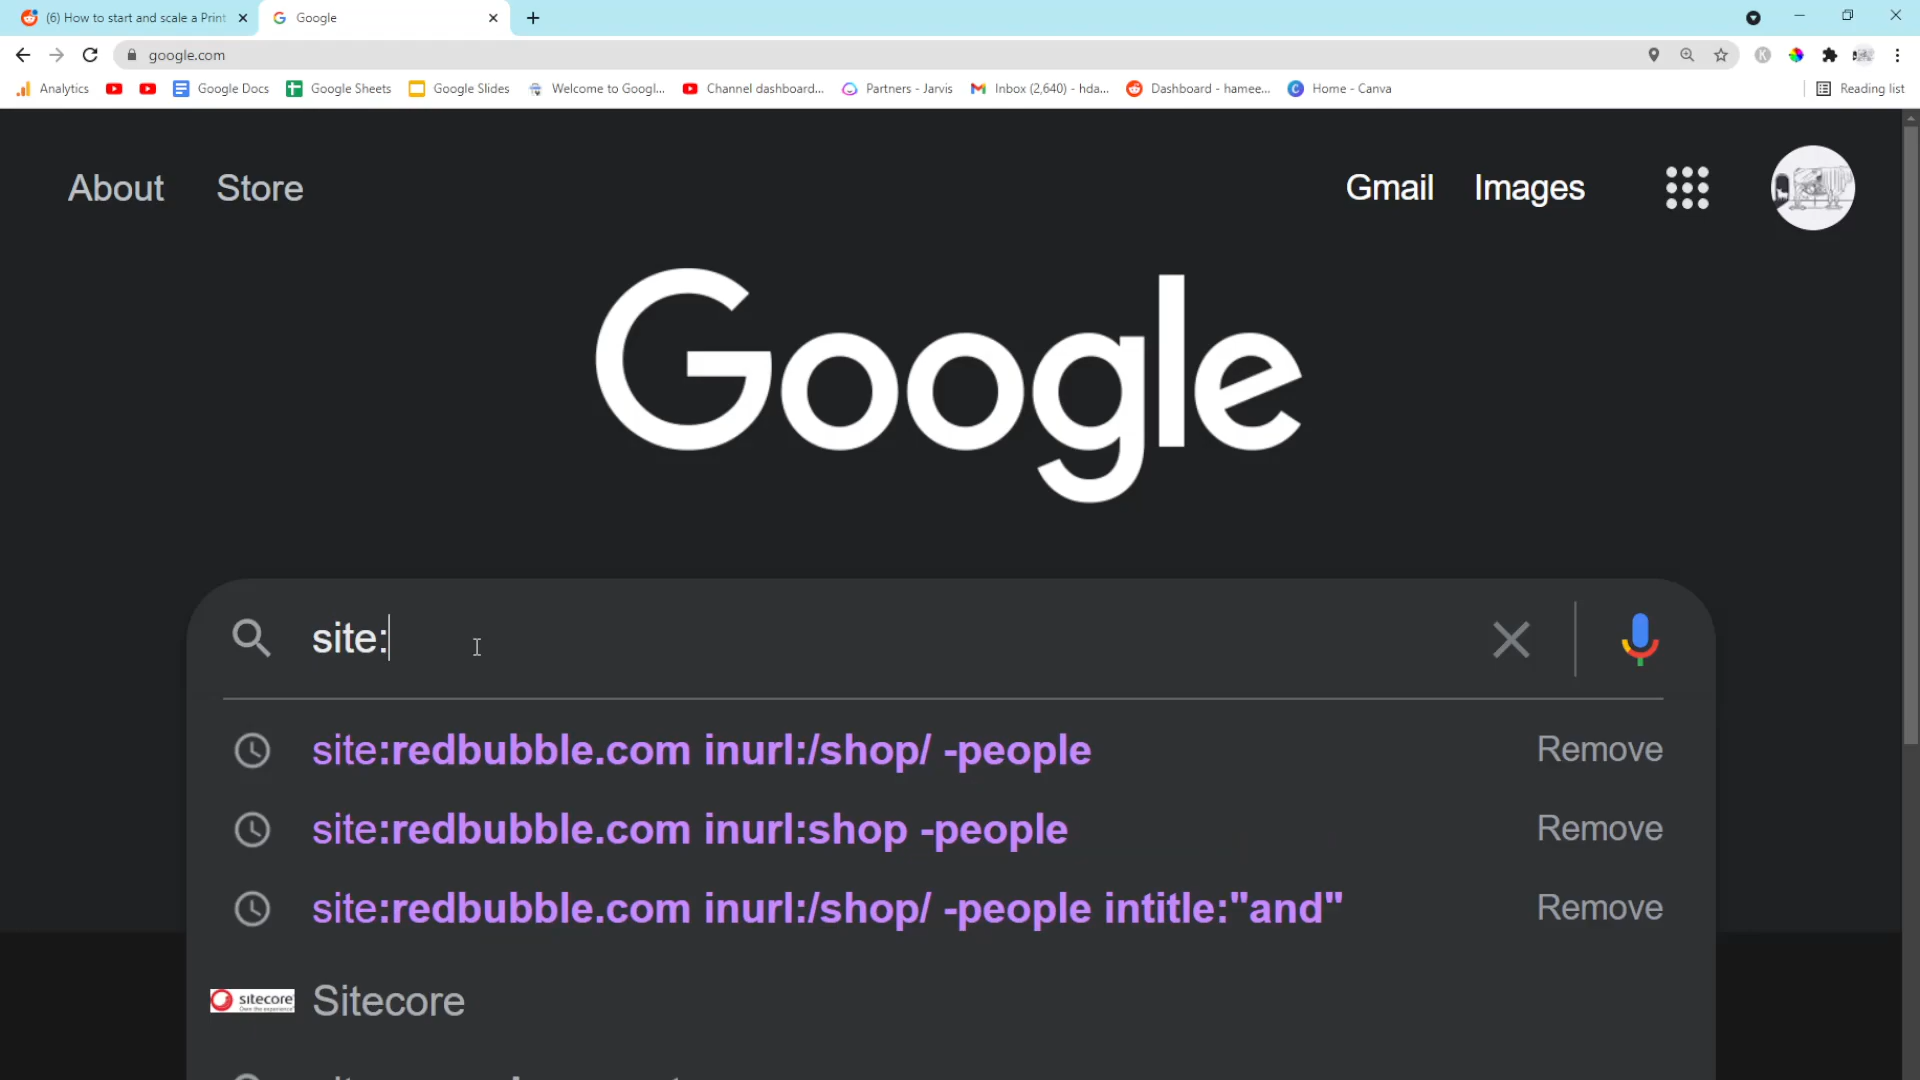 (6) How to start and scale a Print
Google
google.com
Analytics
Google Docs
Google Sheets
Google Slides
Welcome to Googl...
Channel dashboard...
Partners - Jarvis
Inbox (2,640) - hda...
Dashboard - hamee...
Home - Canva
Reading list
About
Store
Gmail
Images
Google
site:
site:redbubble.com inurl:/shop/ -people
Remove
site:redbubble.com inurl:shop -people
Remove
site:redbubble.com inurl:/shop/ -people intitle:"and"
Remove
sitecore
Sitecore